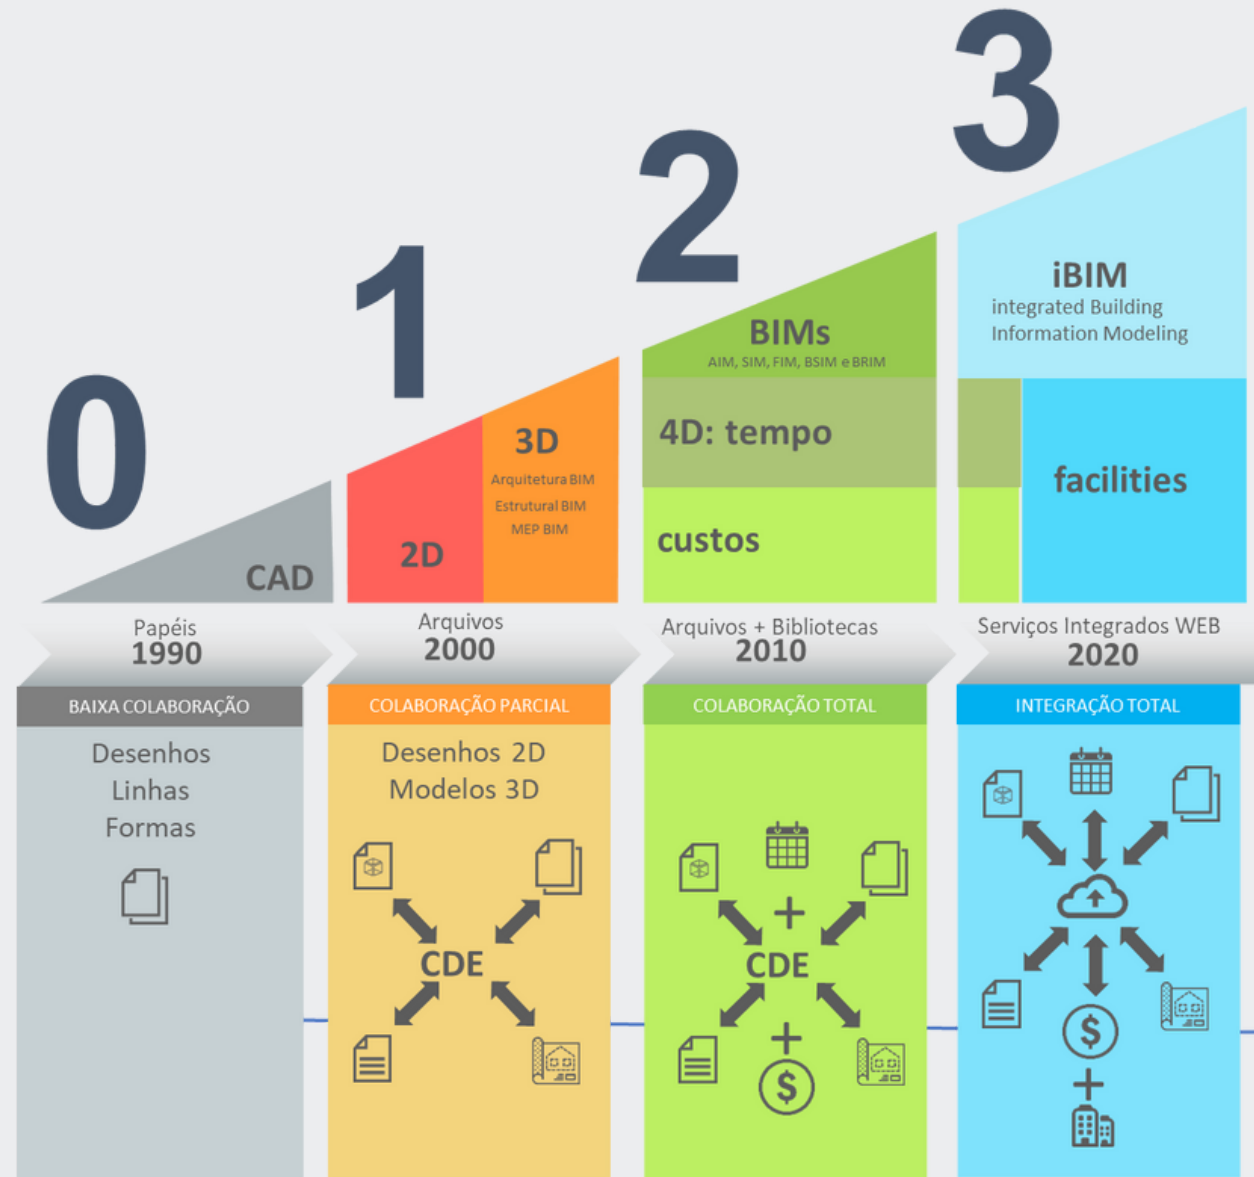 0
1
2
3
CAD
2D
3D
Arquitetura BIM
Estrutural BIM
MEP BIM
BIMs
AIM, SIM, FIM, BSIM e BRIM
4D: tempo
custos
iBIM
integrated Building
Information Modeling
facilities
Papéis
1990
Arquivos
2000
Arquivos + Bibliotecas
2010
Serviços Integrados WEB
2020
BAIXA COLABORAÇÃO
Desenhos
Linhas
Formas
COLABORAÇÃO PARCIAL
Desenhos 2D
Modelos 3D
CDE
COLABORAÇÃO TOTAL
+
CDE
+
$
INTEGRAÇÃO TOTAL
$
+